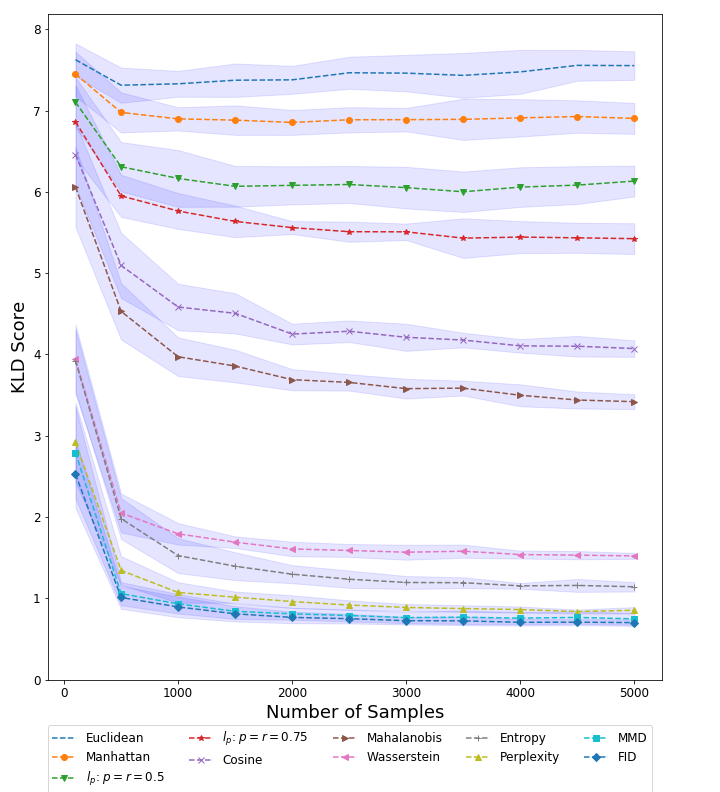 KLD Score
8
7
6
5
4
3
2
1
0
0 1000 2000 3000 4000 5000
Number of Samples
Euclidean
Manhattan
l_p: p = r = 0.5
l_p: p = r = 0.75
Cosine
Mahalanobis
Wasserstein
Entropy
Perplexity
MMD
FID